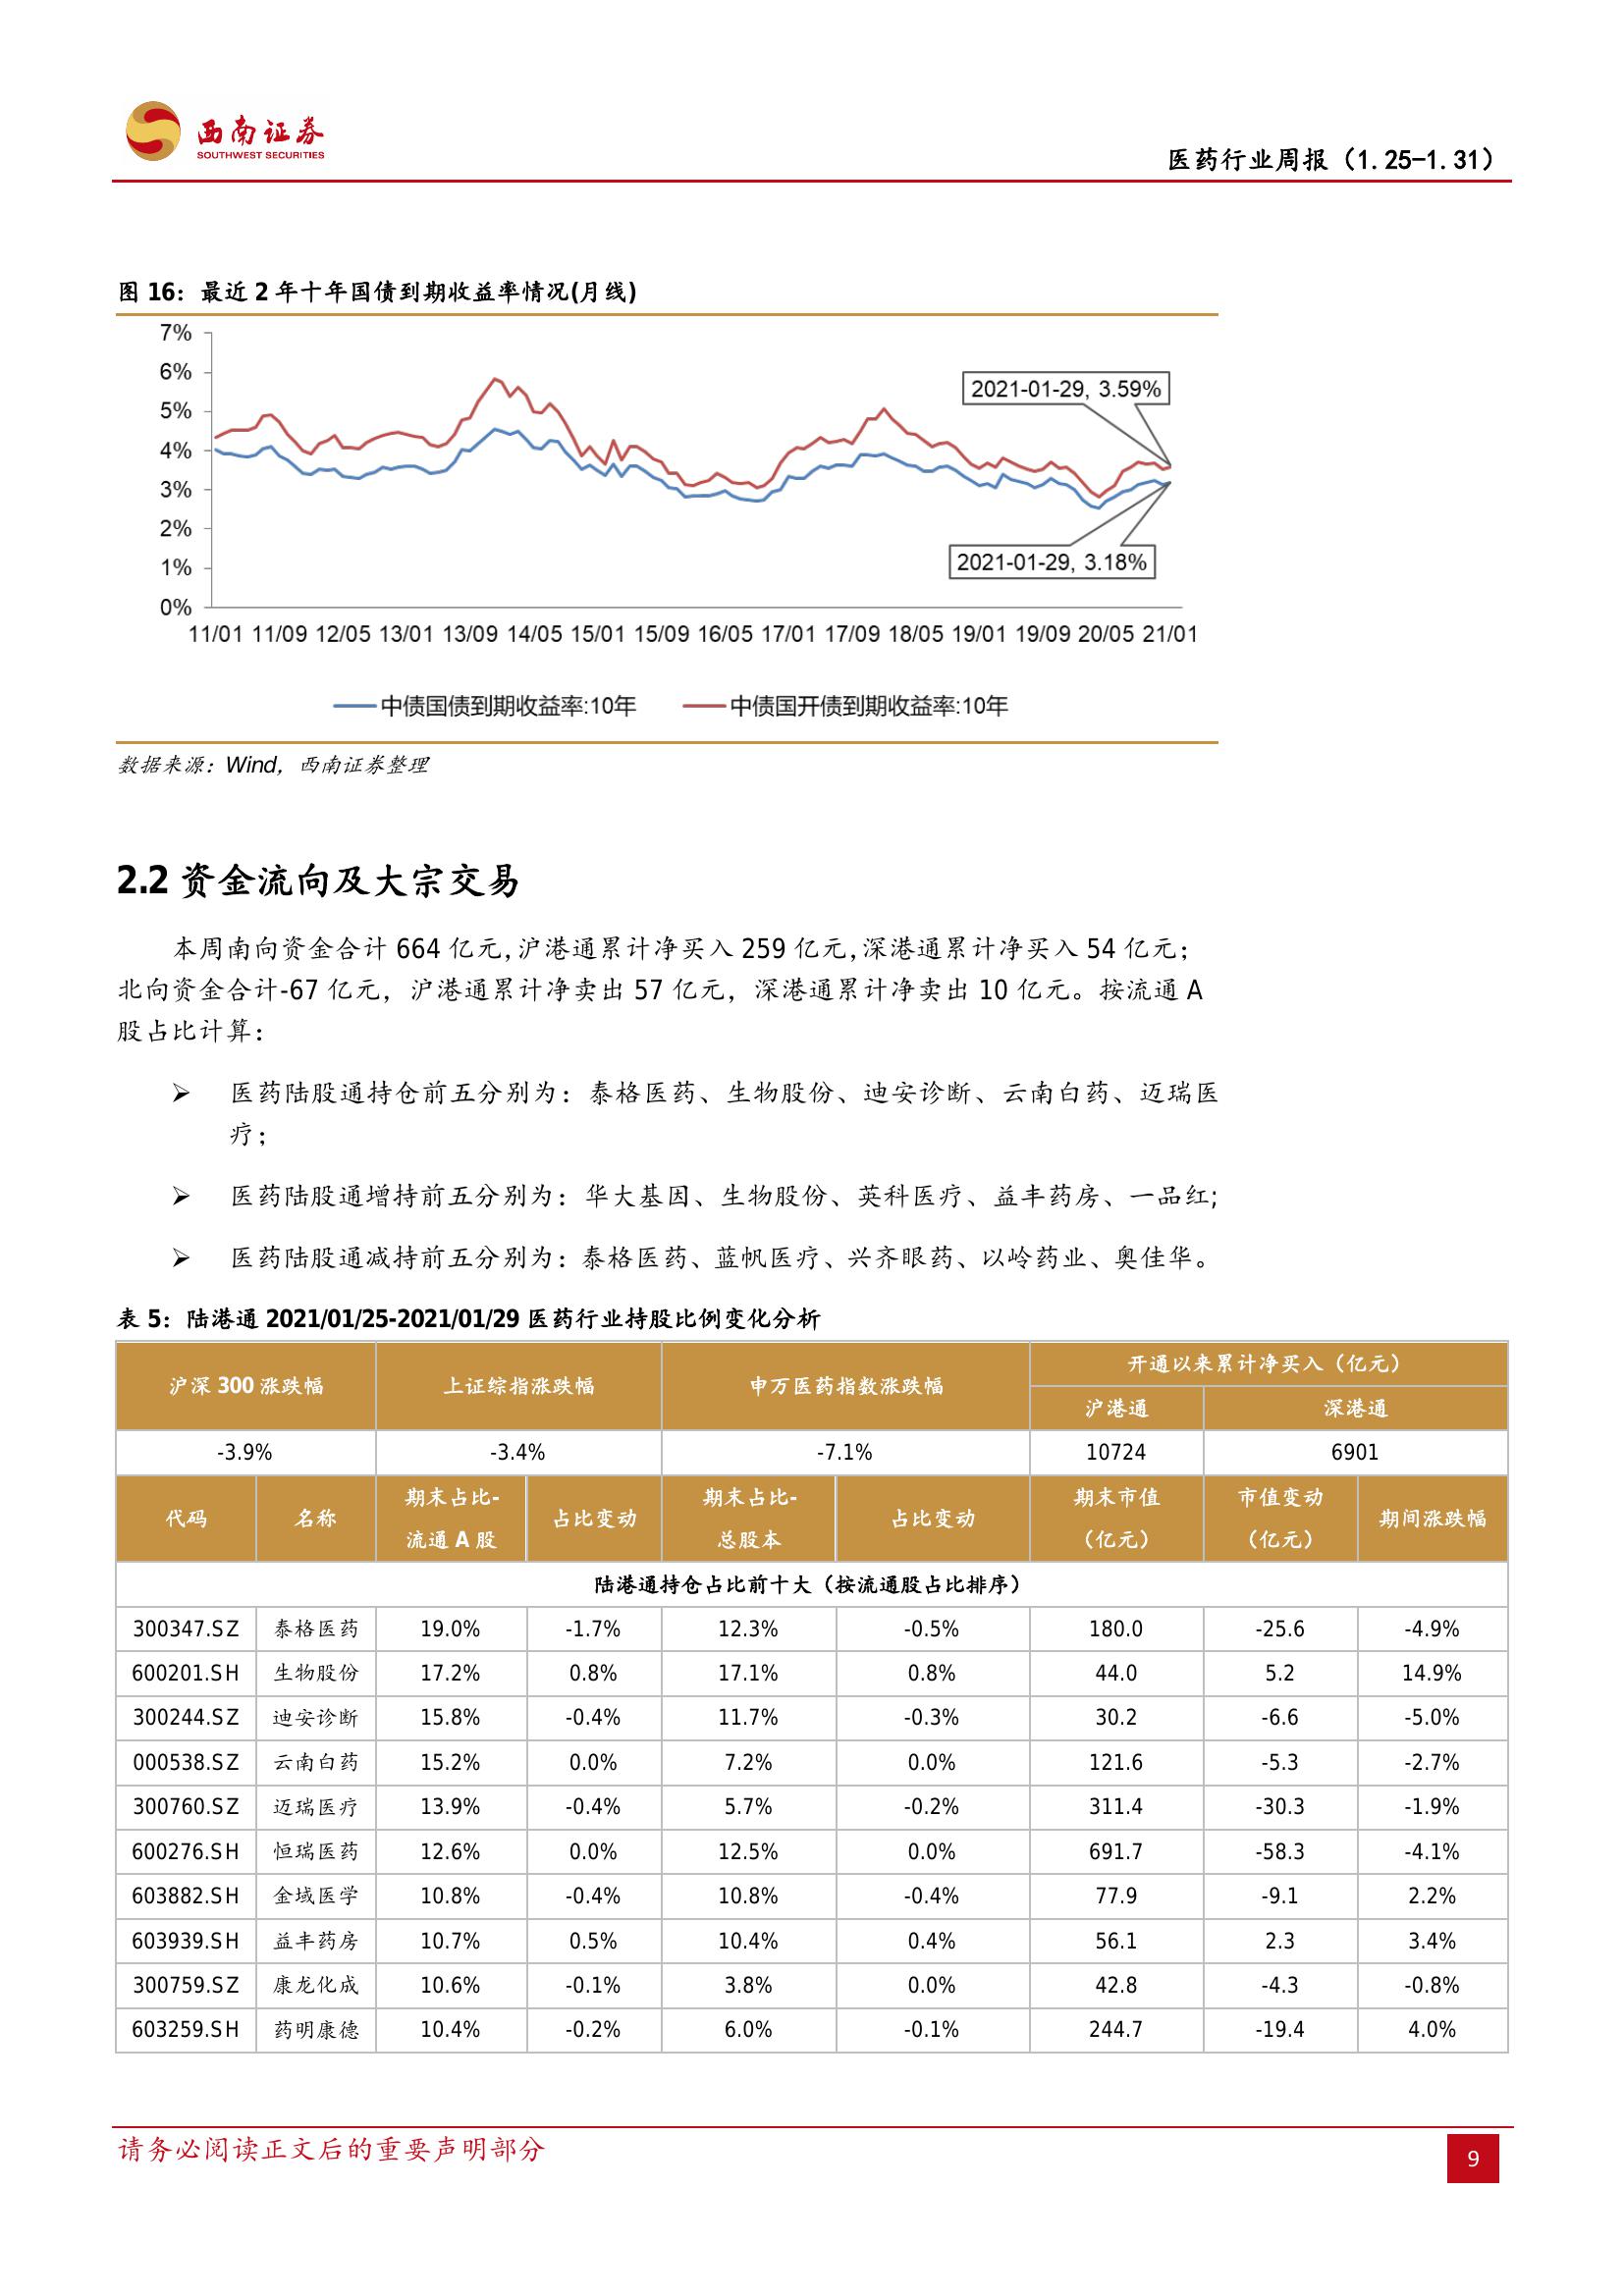 西南证券
SOUTHWEST SECURITIES
医药行业周报（1.25-1.31）
图 16：最近 2 年十年国债到期收益率情况(月线)
7%
6%
5%
4%
3%
2%
1%
0%
2021-01-29, 3.59%
2021-01-29, 3.18%
11/01 11/09 12/05 13/01 13/09 14/05 15/01 15/09 16/05 17/01 17/09 18/05 19/01 19/09 20/05 21/01
中债国债到期收益率:10年 中债国开债到期收益率:10年
数据来源：Wind，西南证券整理
2.2 资金流向及大宗交易
本周南向资金合计 664 亿元,沪港通累计净买入 259 亿元,深港通累计净买入 54 亿元；
北向资金合计-67 亿元，沪港通累计净卖出 57 亿元，深港通累计净卖出 10 亿元。按流通 A
股占比计算：
➢ 医药陆股通持仓前五分别为：泰格医药、生物股份、迪安诊断、云南白药、迈瑞医
疗；
➢ 医药陆股通增持前五分别为：华大基因、生物股份、英科医疗、益丰药房、一品红;
➢ 医药陆股通减持前五分别为：泰格医药、蓝帆医疗、兴齐眼药、以岭药业、奥佳华。
表 5：陆港通 2021/01/25-2021/01/29 医药行业持股比例变化分析
沪深 300 涨跌幅 上证综指涨跌幅 申万医药指数涨跌幅 开通以来累计净买入（亿元）
沪港通 深港通
-3.9% -3.4% -7.1% 10724 6901
代码 名称 期末占比-流通 A 股 占比变动 期末占比-总股本 占比变动 期末市值（亿元） 市值变动（亿元） 期间涨跌幅
陆港通持仓占比前十大（按流通股占比排序）
300347.SZ 泰格医药 19.0% -1.7% 12.3% -0.5% 180.0 -25.6 -4.9%
600201.SH 生物股份 17.2% 0.8% 17.1% 0.8% 44.0 5.2 14.9%
300244.SZ 迪安诊断 15.8% -0.4% 11.7% -0.3% 30.2 -6.6 -5.0%
000538.SZ 云南白药 15.2% 0.0% 7.2% 0.0% 121.6 -5.3 -2.7%
300760.SZ 迈瑞医疗 13.9% -0.4% 5.7% -0.2% 311.4 -30.3 -1.9%
600276.SH 恒瑞医药 12.6% 0.0% 12.5% 0.0% 691.7 -58.3 -4.1%
603882.SH 金域医学 10.8% -0.4% 10.8% -0.4% 77.9 -9.1 2.2%
603939.SH 益丰药房 10.7% 0.5% 10.4% 0.4% 56.1 2.3 3.4%
300759.SZ 康龙化成 10.6% -0.1% 3.8% 0.0% 42.8 -4.3 -0.8%
603259.SH 药明康德 10.4% -0.2% 6.0% -0.1% 244.7 -19.4 4.0%
请务必阅读正文后的重要声明部分
9